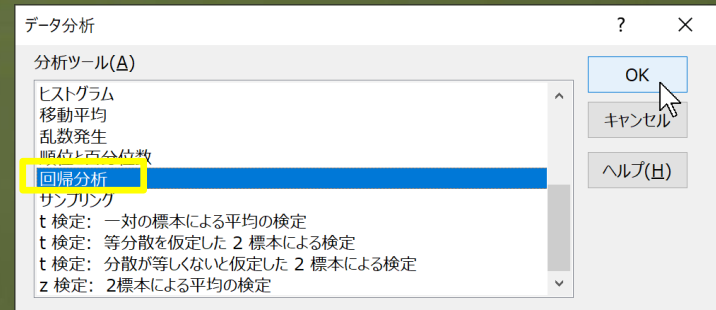 データ分析
?
×
分析ツール(A)
ヒストグラム
移動平均
乱数発生
順位と百分位数
回帰分析
サンプリング
t 検定: 一対の標本による平均の検定
t 検定: 等分散を仮定した 2 標本による検定
t 検定: 分散が等しくないと仮定した 2 標本による検定
z 検定: 2標本による平均の検定
OK
キャンセル
ヘルプ(H)